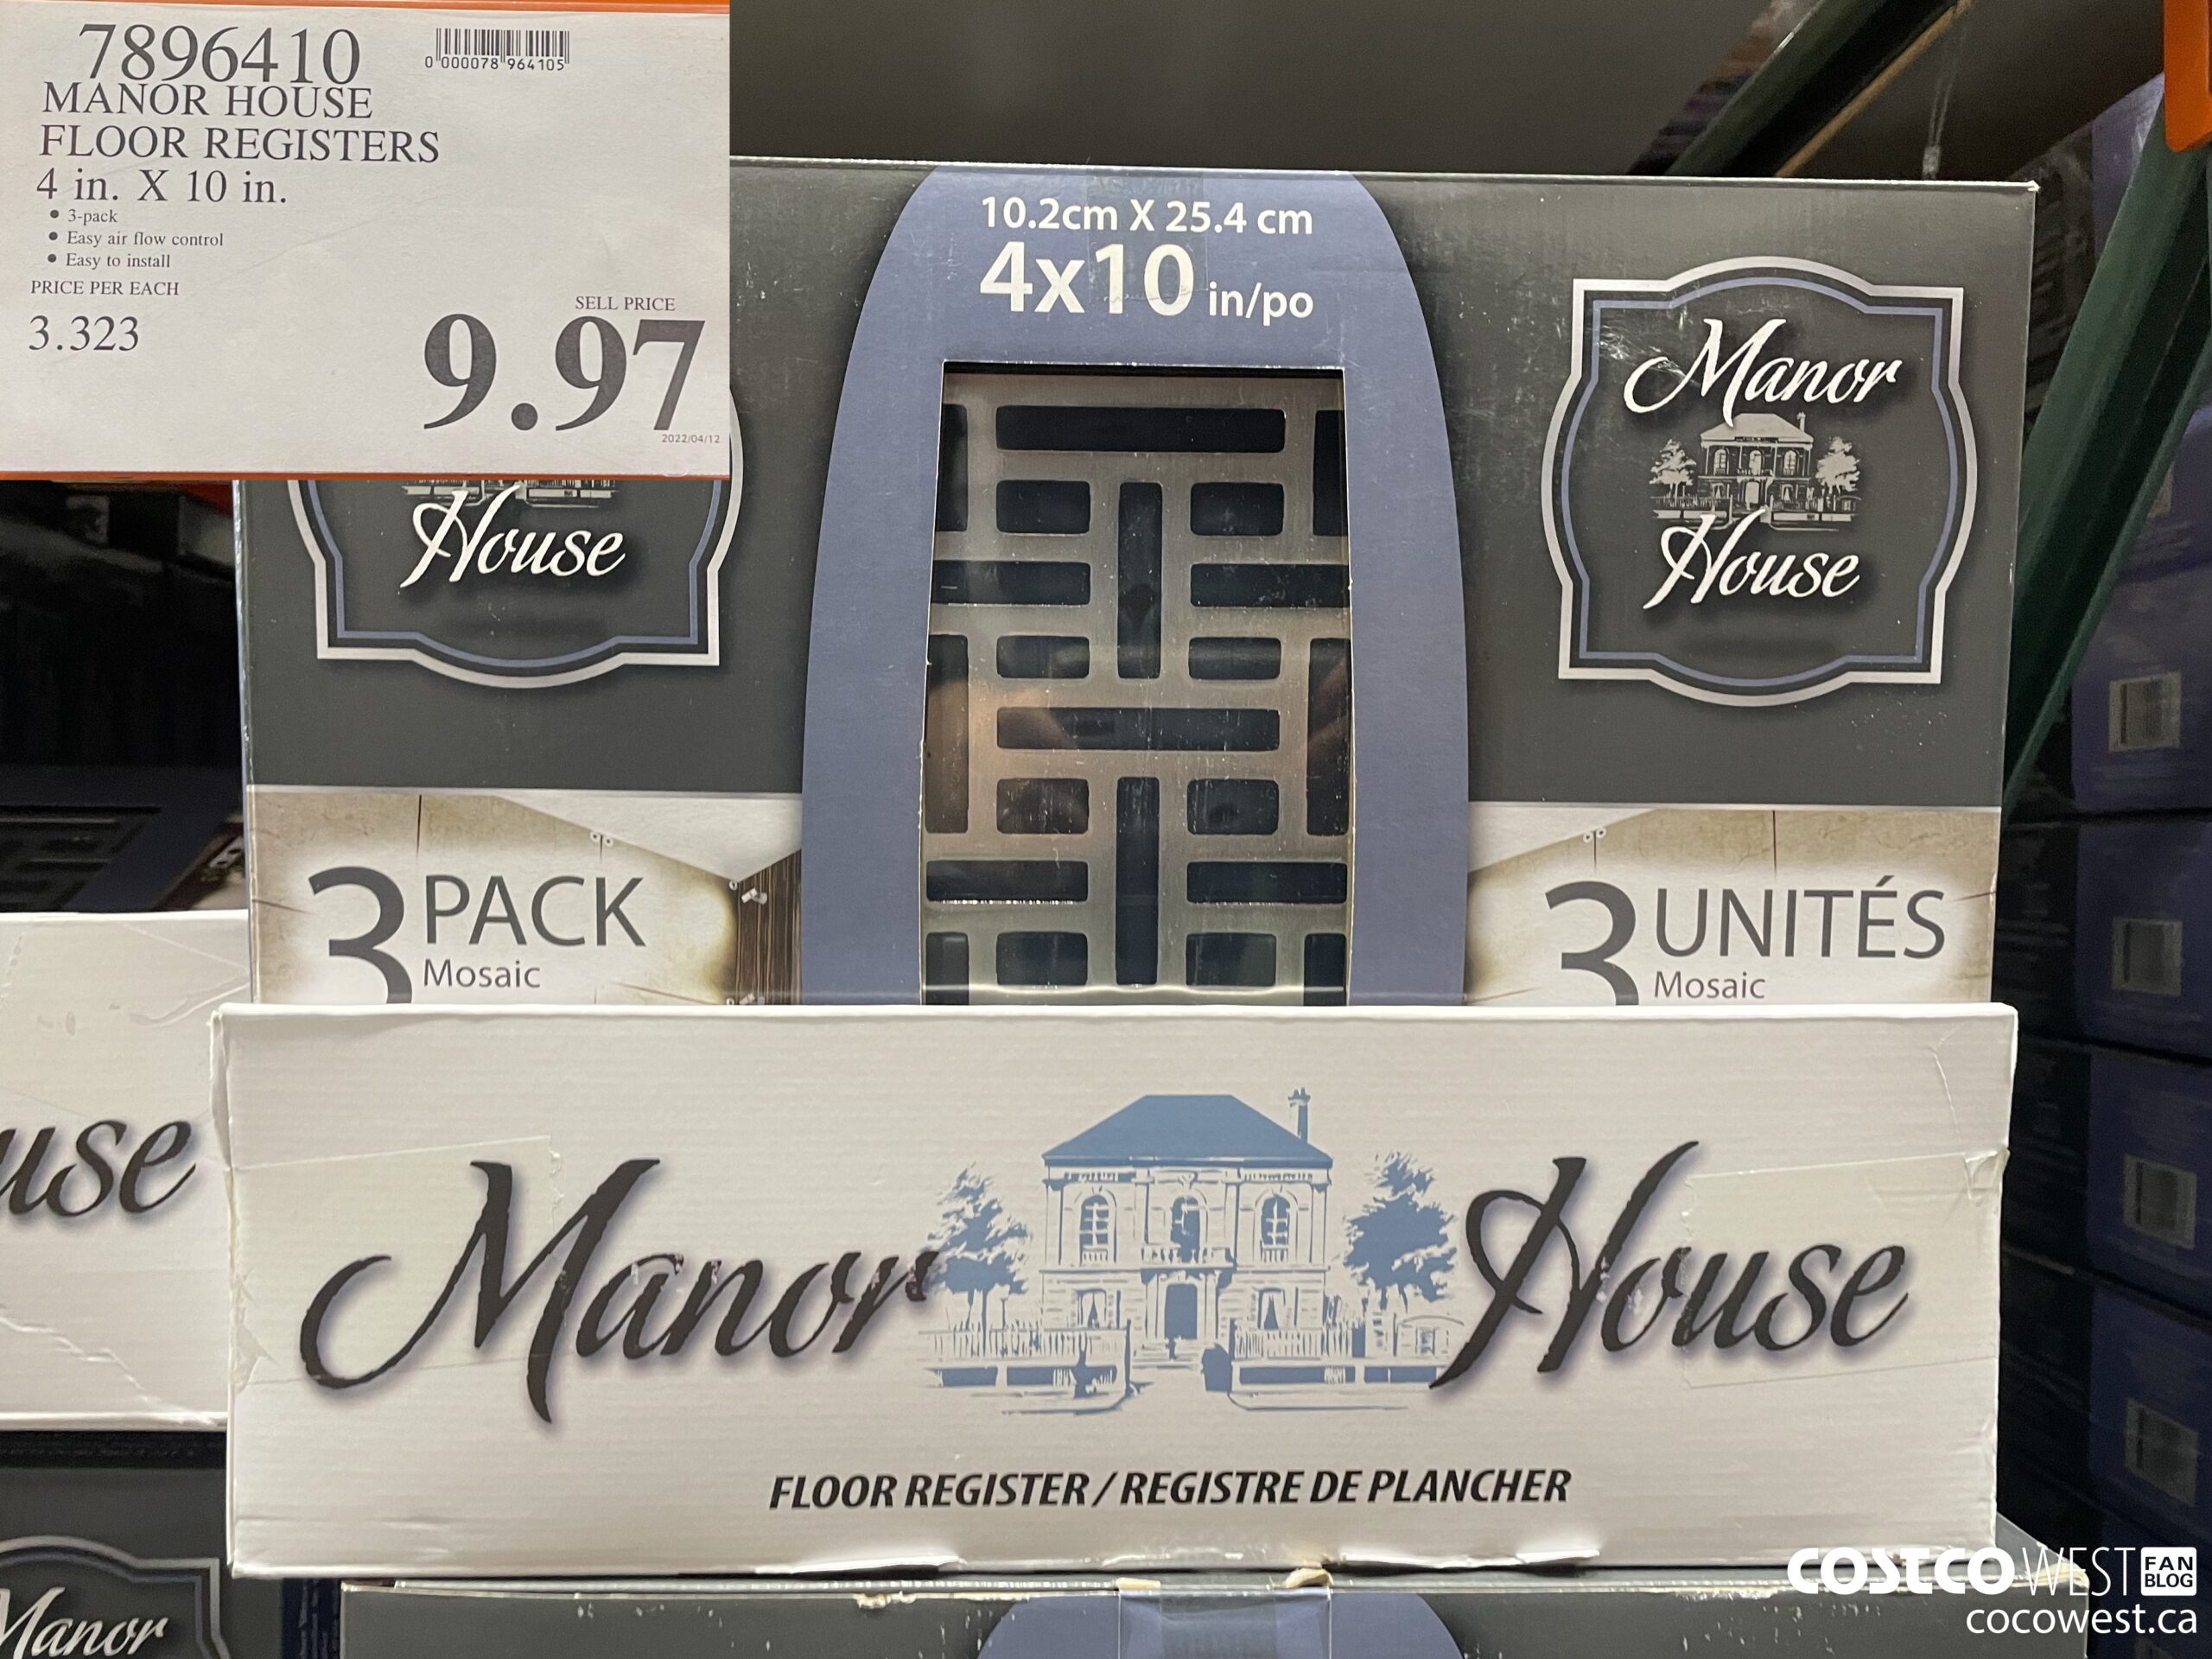 7896410
0 000078 964105
MANOR HOUSE
FLOOR REGISTERS
4 in. X 10 in.
• 3-pack
• Easy air flow control
• Easy to install
PRICE PER EACH
3.323
SELL PRICE
9.97
2022/04/12
10.2cm X 25.4 cm
4x10 in/po
Manor
House
House
3 PACK
Mosaic
3 UNITÉS
Mosaic
use
Manor House
FLOOR REGISTER / REGISTRE DE PLANCHER
Manor
COSTCO WEST FAN BLOG
cocowest.ca